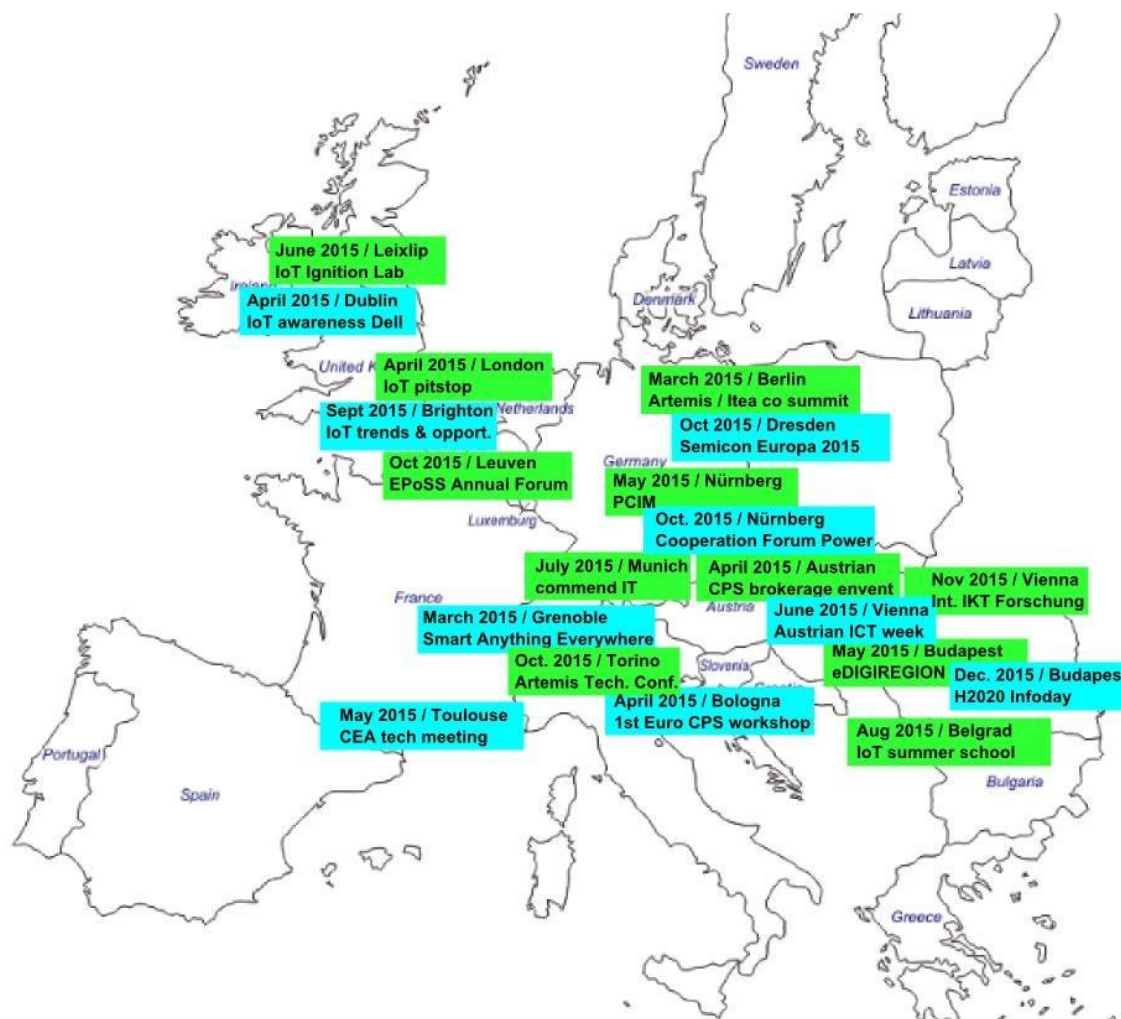 Sweden
Estonia
Latvia
Lithuania
Denmark
June 2015 / Leixlip
IoT Ignition Lab
April 2015 / Dublin
IoT awareness Dell
United K
April 2015 / London
IoT pitstop
Sept 2015 / Brighton
IoT trends & opport.
Netherlands
Oct 2015 / Leuven
EPoSS Annual Forum
Luxemburg
March 2015 / Berlin
Artemis / Itea co summit
Oct 2015 / Dresden
Semicon Europa 2015
Germany
May 2015 / Nürnberg
PCIM
Oct. 2015 / Nürnberg
Cooperation Forum Power
July 2015 / Munich
commend IT
April 2015 / Austrian
CPS brokerage envent
Nov 2015 / Vienna
Int. IKT Forschung
France
Austria
March 2015 / Grenoble
Smart Anything Everywhere
June 2015 / Vienna
Austrian ICT week
Oct. 2015 / Torino
Artemis Tech. Conf.
Slovenia
May 2015 / Budapest
eDIGIREGION
Dec. 2015 / Budapes
H2020 Infoday
April 2015 / Bologna
1st Euro CPS workshop
May 2015 / Toulouse
CEA tech meeting
Aug 2015 / Belgrad
IoT summer school
Portugal
Spain
Bulgaria
Greece